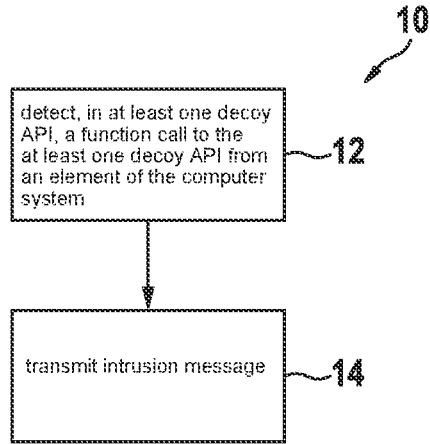 10
detect, in at least one decoy
API, a function call to the
at least one decoy API from
an element of the computer
system
12
transmit intrusion message
14